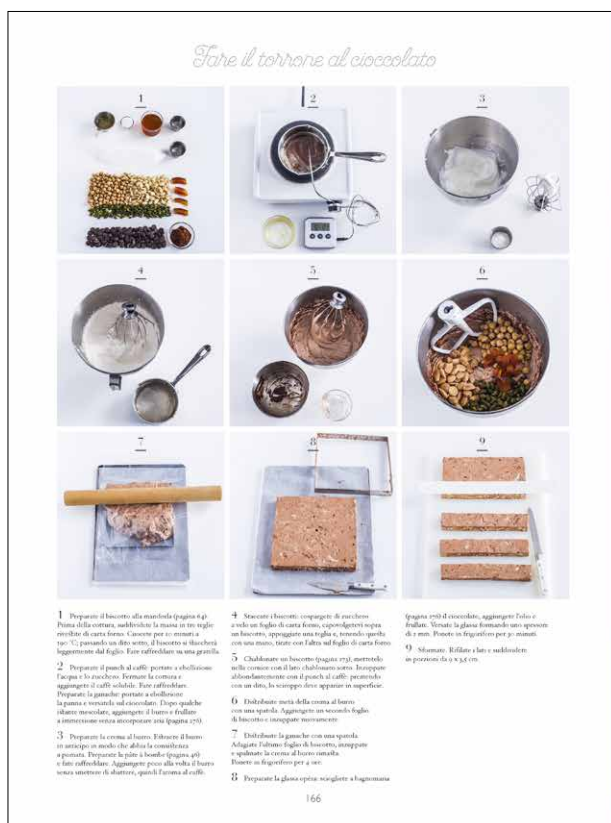 Fare il torrone al cioccolato
1
2
3
4
5
6
7
8
9
1 Preparate il biscotto alla mandorla (pagina 64)
Prima della cottura, suddividete la massa in tre teglie
rivestite di carta forno. Cuocete per 10 minuti a
190 °C; passando un dito sotto, il biscotto si staccherà
leggermente dal foglio. Fate raffreddare su una gratella.
2 Preparate il punch al caffè: portate a ebollizione
l'acqua e lo zucchero. Fermate la cottura e
aggiungete il caffè solubile. Fate raffreddare.
Preparate la ganache: portate a ebollizione
la panna e versatela sul cioccolato. Dopo qualche
istante mescolate, aggiungete il burro e frullate
a immersione senza incorporare aria (pagina 276).
3 Preparate la crema al burro. Estraete il burro
in anticipo in modo che abbia la consistenza
a pomata. Preparate la pâte à bombe (pagina 46)
e fate raffreddare. Aggiungete poco alla volta il burro
senza smettere di sbattere, quindi l'aroma al caffè.
4 Staccate i biscotti: cospargete di zucchero
a velo un foglio di carta forno, capovolgetevi sopra
un biscotto, appoggiate una teglia e, tenendo questa
con una mano, tirate con l'altra sul foglio di carta forno.
5 Chablonate un biscotto (pagina 273), mettetelo
nella cornice con il lato chablonato sotto. Inzuppate
abbondantemente con il punch al caffè: premendo
con un dito, lo sciroppo deve apparire in superficie.
6 Distribuite metà della crema al burro
con una spatola. Aggiungete un secondo foglio
di biscotto e inzuppate nuovamente.
7 Distribuite la ganache con una spatola.
Adagiate l'ultimo foglio di biscotto, inzuppate
e spalmate la crema al burro rimasta.
Ponete in frigorifero per 4 ore.
8 Preparate la glassa opéra: sciogliete a bagnomaria
(pagina 276) il cioccolato, aggiungete l'olio e
frullate. Versate la glassa formando uno spessore
di 2 mm. Ponete in frigorifero per 30 minuti.
9 Sformate. Rifilate i lati e suddividete
in porzioni da 9 x 3,5 cm.
166